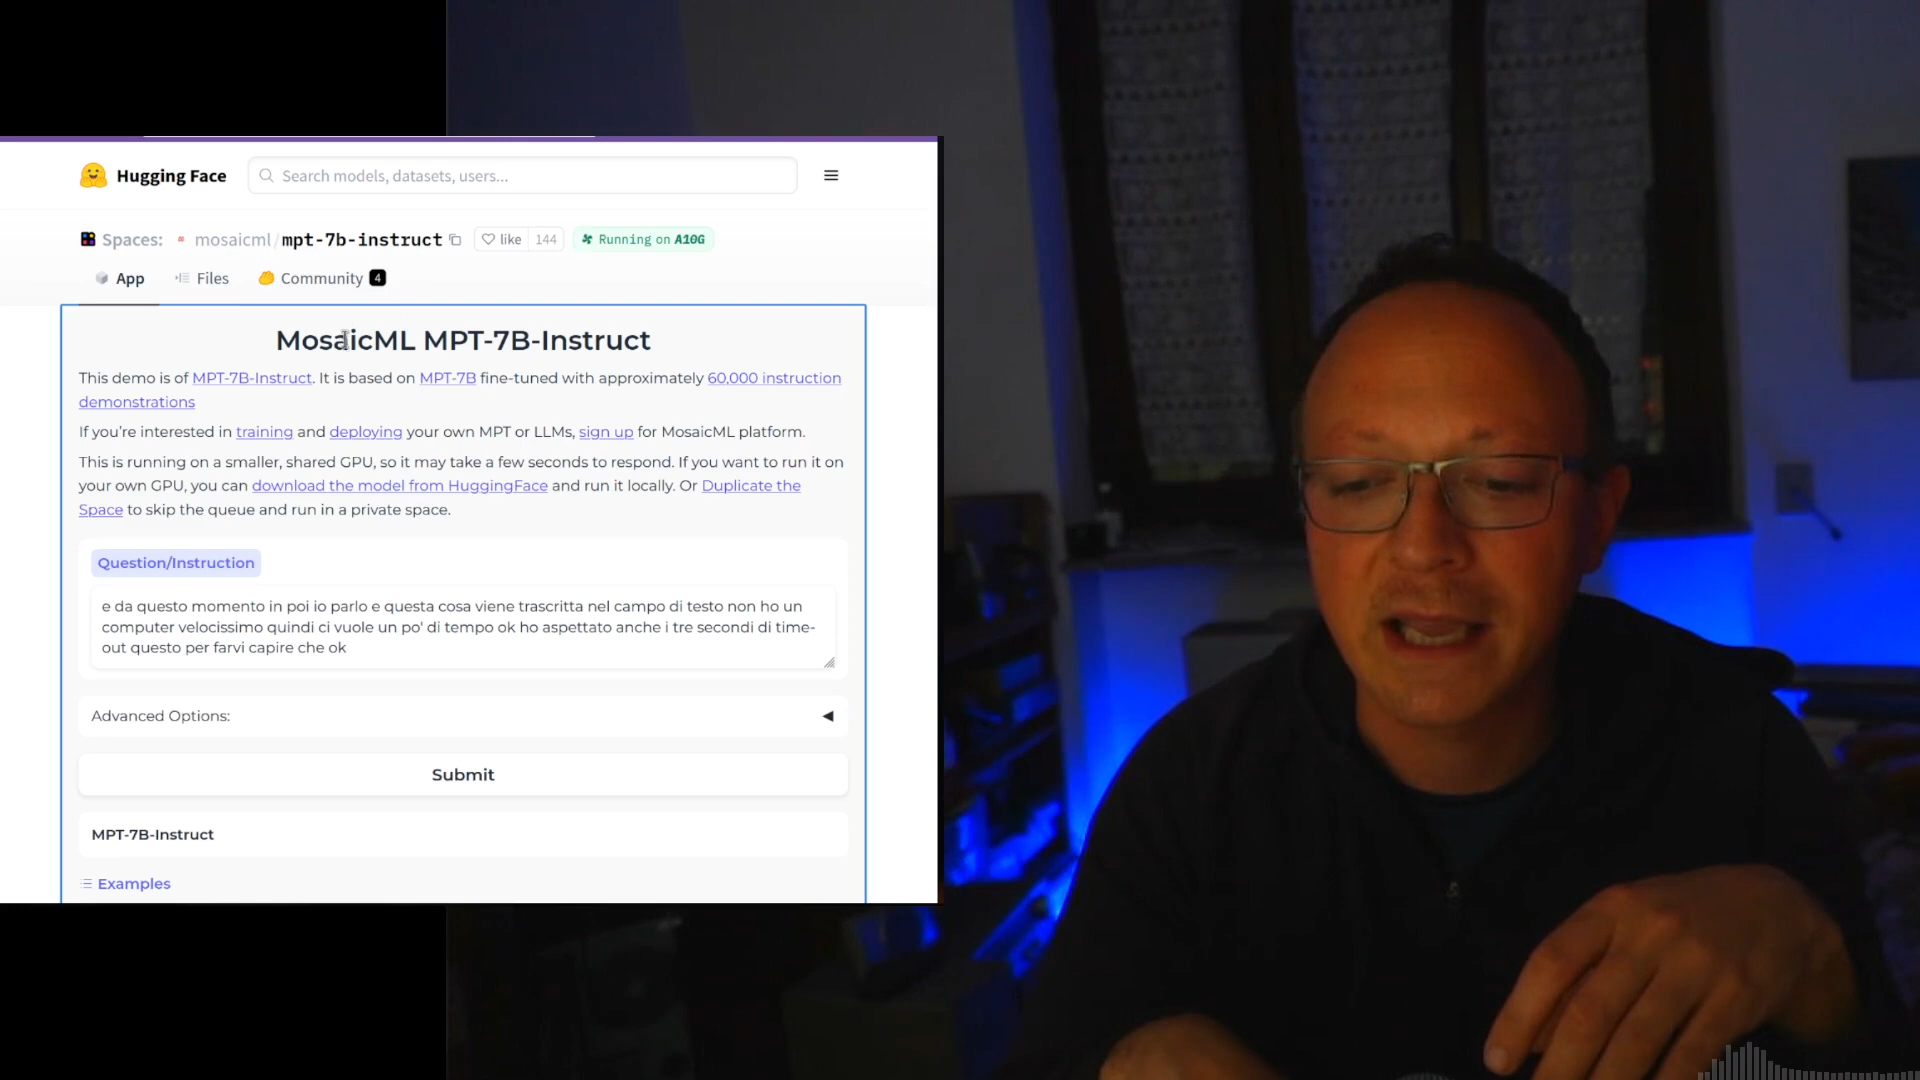 Hugging Face
Search models, datasets, users...
Spaces: mosaicml/mpt-7b-instruct like 144 Running on A10G
App Files Community 4
MosaicML MPT-7B-Instruct
This demo is of MPT-7B-Instruct. It is based on MPT-7B fine-tuned with approximately 60,000 instruction
demonstrations
If you're interested in training and deploying your own MPT or LLMs, sign up for MosaicML platform.
This is running on a smaller, shared GPU, so it may take a few seconds to respond. If you want to run it on
your own GPU, you can download the model from HuggingFace and run it locally. Or Duplicate the
Space to skip the queue and run in a private space.
Question/Instruction
e da questo momento in poi io parlo e questa cosa viene trascritta nel campo di testo non ho un
computer velocissimo quindi ci vuole un po' di tempo ok ho aspettato anche i tre secondi di time-
out questo per farvi capire che ok
Advanced Options:
Submit
MPT-7B-Instruct
Examples